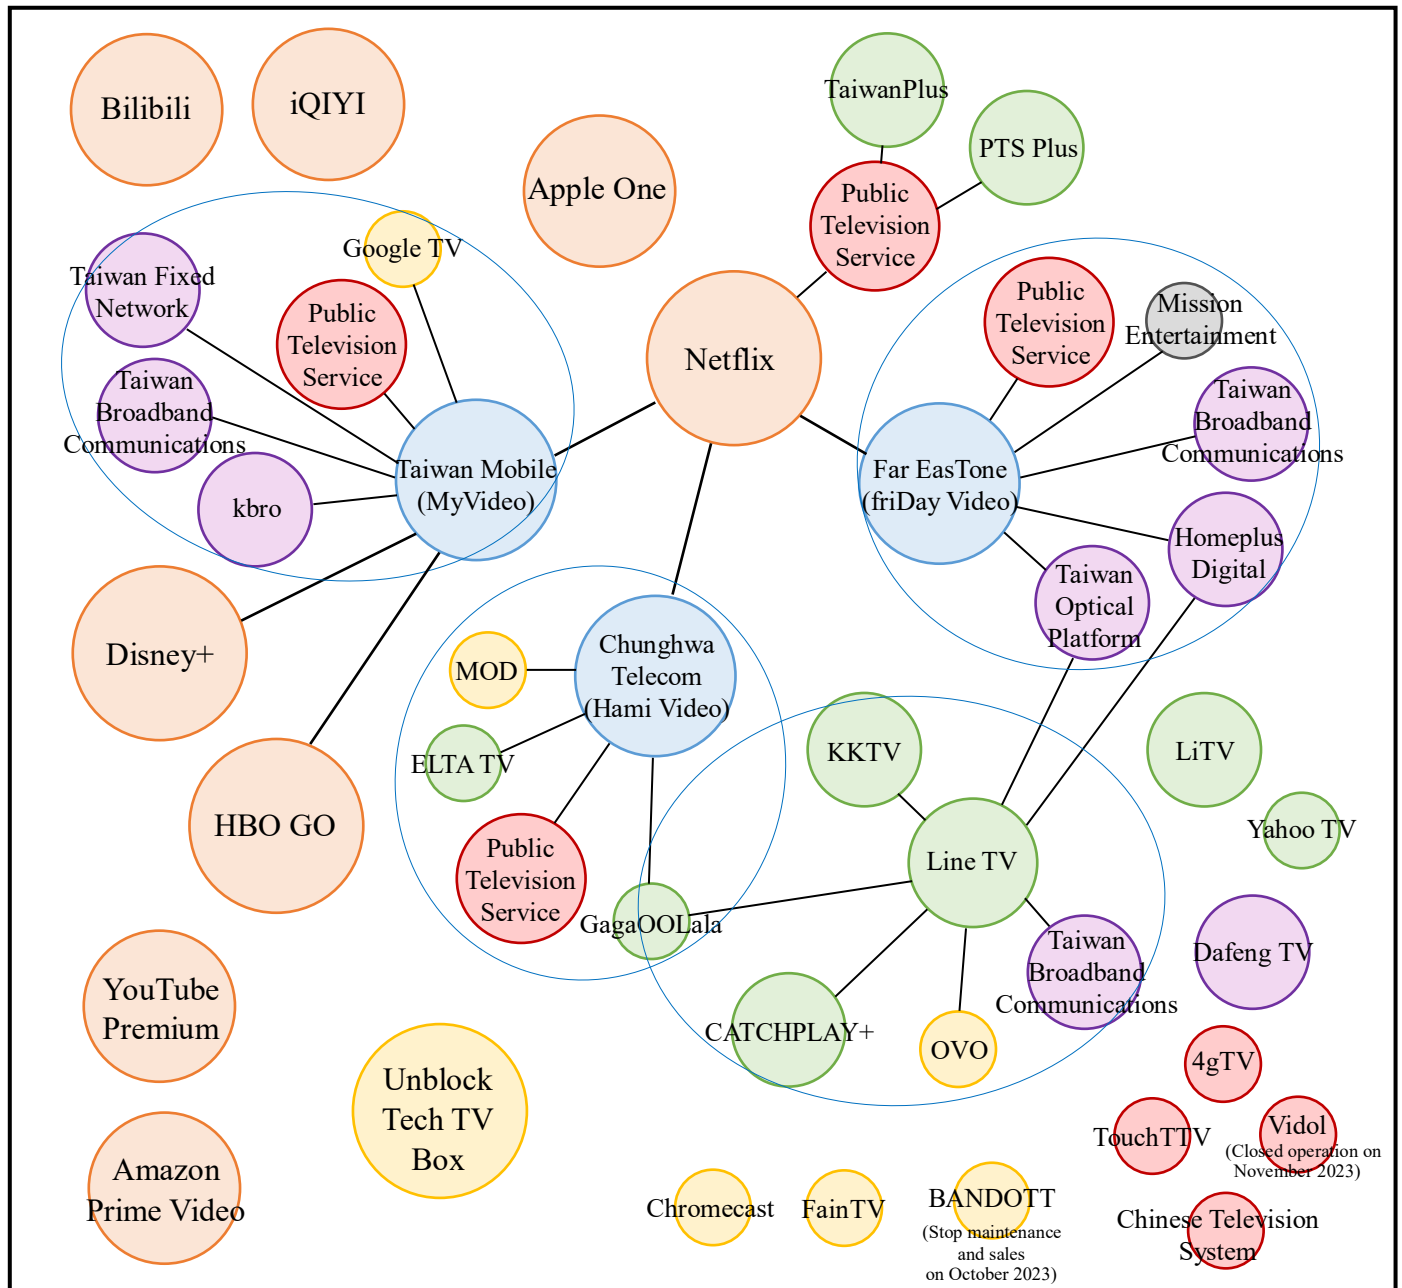 Bilibili
iQIYI
Apple One
TaiwanPlus
PTS Plus
Public
Television
Service
Google TV
Taiwan Fixed
Network
Public
Television
Service
Taiwan
Broadband
Communications
kbro
Taiwan Mobile
(MyVideo)
Netflix
Public
Television
Service
Mission
Entertainment
Taiwan
Broadband
Communications
Far EasTone
(friDay Video)
Homeplus
Digital
Taiwan
Optical
Platform
Disney+
HBO GO
Chunghwa
Telecom
(Hami Video)
MOD
ELTA TV
Public
Television
Service
GagaOOLala
KKTV
Line TV
LiTV
Yahoo TV
Taiwan
Broadband
Communications
Dafeng TV
CATCHPLAY+
OVO
YouTube
Premium
Amazon
Prime Video
Unblock
Tech TV
Box
4gTV
TouchTTV
Vidol
(Closed operation on
November 2023)
Chromecast
FainTV
BANDOTT
(Stop maintenance
and sales
on October 2023)
Chinese Television
System